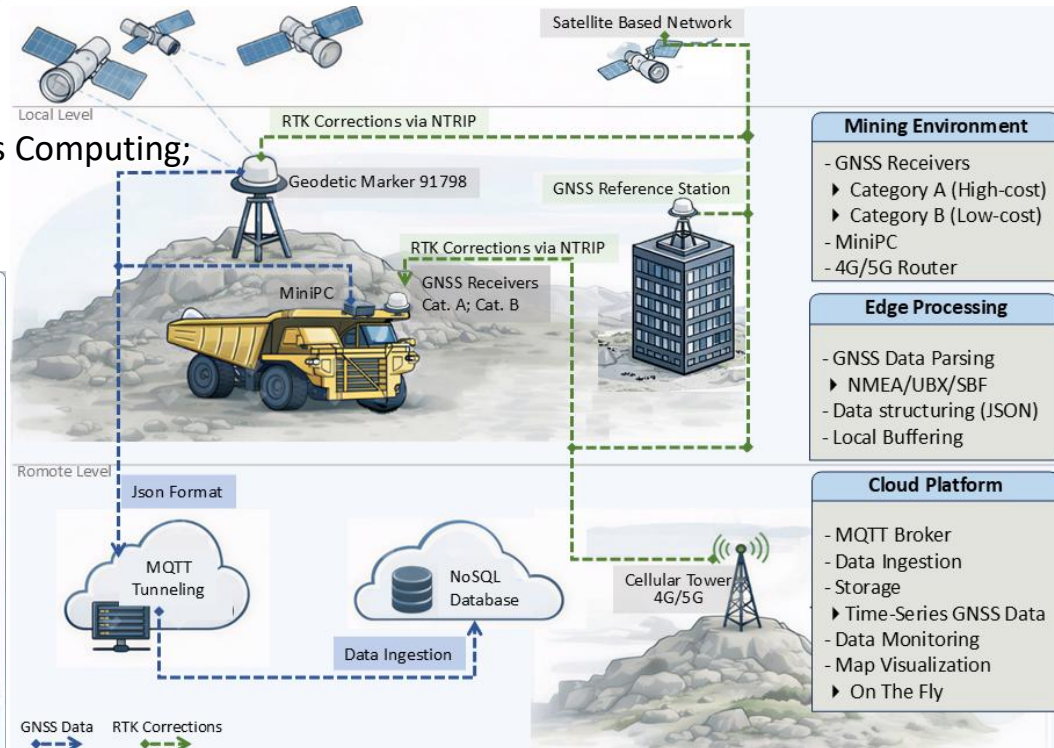 Satellite Based Network
Local Level
RTK Corrections via NTRIP
s Computing;
Geodetic Marker 91798
GNSS Reference Station
RTK Corrections via NTRIP
MiniPC
GNSS Receivers
Cat. A; Cat. B
Mining Environment
- GNSS Receivers
▸ Category A (High-cost)
▸ Category B (Low-cost)
- MiniPC
- 4G/5G Router
Edge Processing
- GNSS Data Parsing
▸ NMEA/UBX/SBF
- Data structuring (JSON)
- Local Buffering
Romote Level
Json Format
MQTT
Tunneling
NoSQL
Database
Data Ingestion
Cellular Tower
4G/5G
Cloud Platform
- MQTT Broker
- Data Ingestion
- Storage
▸ Time-Series GNSS Data
- Data Monitoring
- Map Visualization
▸ On The Fly
GNSS Data
RTK Corrections